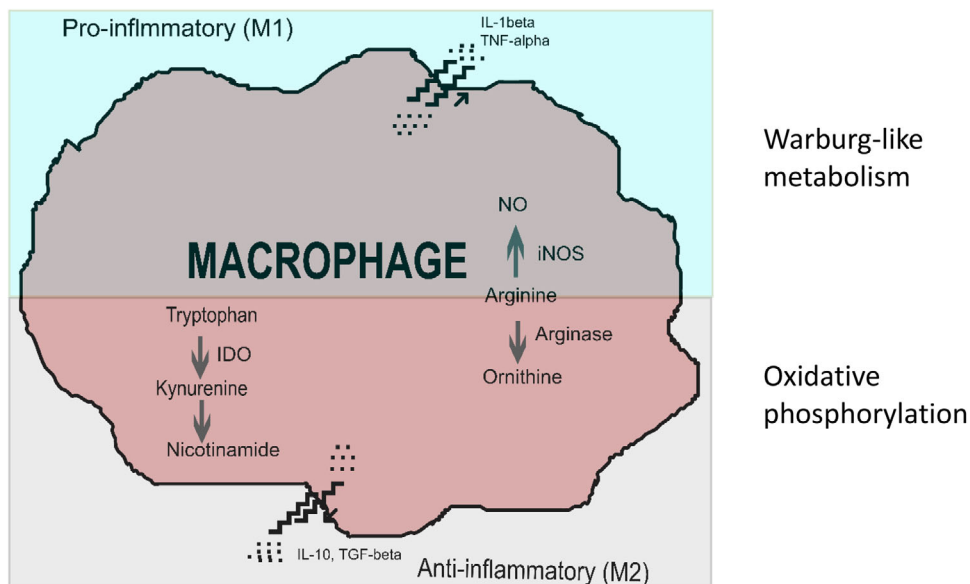 Pro-inflmmatory (M1)
IL-1beta
TNF-alpha
Warburg-like
metabolism
NO
iNOS
MACROPHAGE
Arginine
Tryptophan
Arginase
IDO
Ornithine
Kynurenine
Oxidative
phosphorylation
Nicotinamide
IL-10, TGF-beta
Anti-inflammatory (M2)